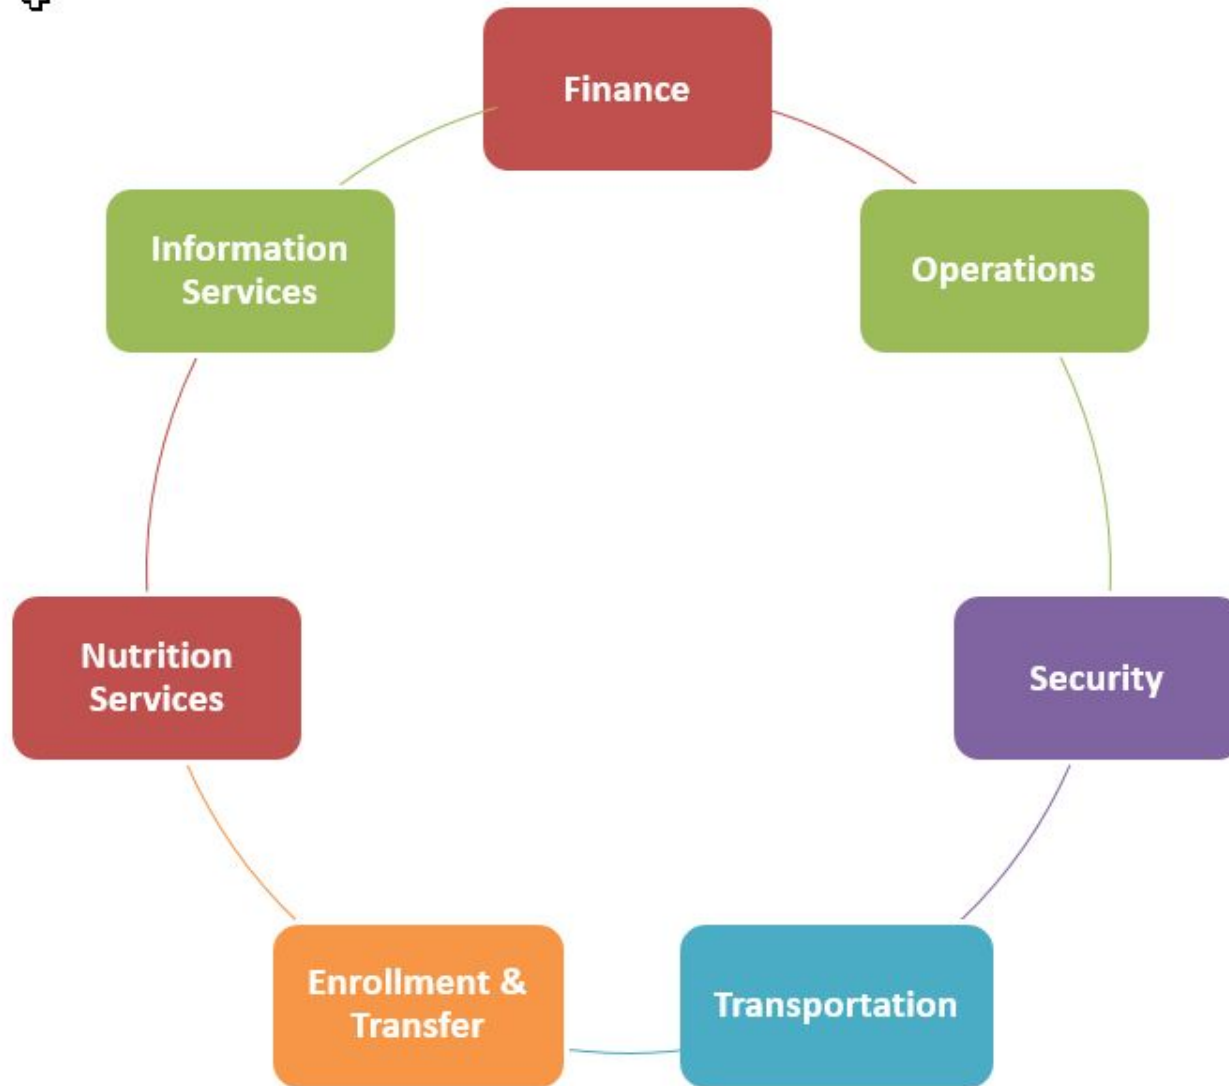 Finance
Information
Services
Operations
Nutrition
Services
Security
Enrollment &
Transfer
Transportation